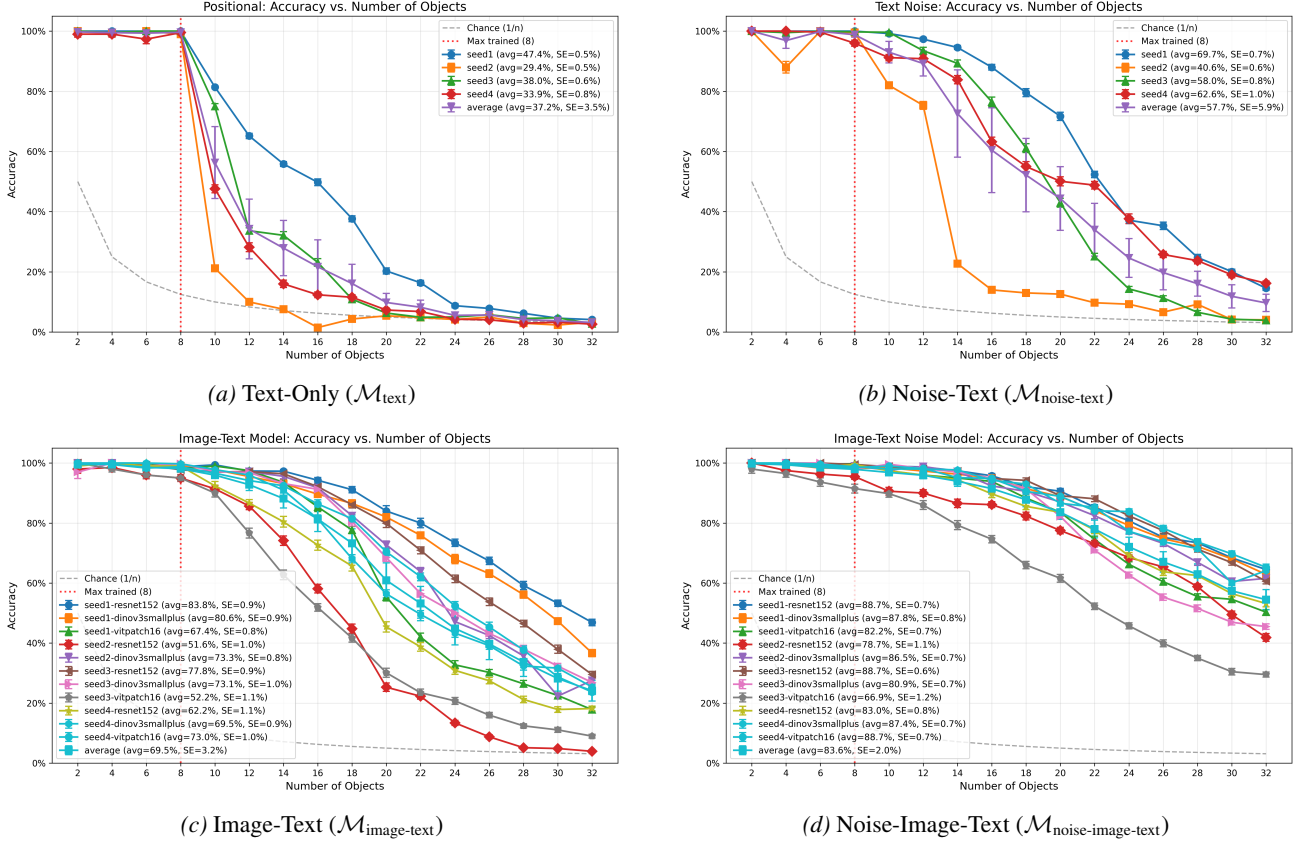 Positional: Accuracy vs. Number of Objects
100%
80%
60%
40%
20%
0%
Accuracy
Chance (1/n)
Max trained (8)
seed1 (avg=47.4%, SE=0.5%)
seed2 (avg=29.4%, SE=0.5%)
seed3 (avg=38.0%, SE=0.6%)
seed4 (avg=33.9%, SE=0.8%)
average (avg=37.2%, SE=3.5%)
2 4 6 8 10 12 14 16 18 20 22 24 26 28 30 32
Number of Objects
(a) Text-Only (ℳtext)
Text Noise: Accuracy vs. Number of Objects
100%
80%
60%
40%
20%
0%
Accuracy
Chance (1/n)
Max trained (8)
seed1 (avg=69.7%, SE=0.7%)
seed2 (avg=40.6%, SE=0.6%)
seed3 (avg=58.0%, SE=0.8%)
seed4 (avg=62.6%, SE=1.0%)
average (avg=57.7%, SE=5.9%)
2 4 6 8 10 12 14 16 18 20 22 24 26 28 30 32
Number of Objects
(b) Noise-Text (ℳnoise-text)
Image-Text Model: Accuracy vs. Number of Objects
100%
80%
60%
40%
20%
0%
Accuracy
Chance (1/n)
Max trained (8)
seed1-resnet152 (avg=83.8%, SE=0.9%)
seed1-dinov3smallplus (avg=80.6%, SE=0.9%)
seed1-vitpatch16 (avg=67.4%, SE=0.8%)
seed2-resnet152 (avg=51.6%, SE=1.0%)
seed2-dinov3smallplus (avg=73.3%, SE=0.8%)
seed3-resnet152 (avg=77.8%, SE=0.9%)
seed3-dinov3smallplus (avg=73.1%, SE=1.0%)
seed3-vitpatch16 (avg=52.2%, SE=1.1%)
seed4-resnet152 (avg=62.2%, SE=1.1%)
seed4-dinov3smallplus (avg=69.5%, SE=0.9%)
seed4-vitpatch16 (avg=73.0%, SE=1.0%)
average (avg=69.5%, SE=3.2%)
2 4 6 8 10 12 14 16 18 20 22 24 26 28 30 32
Number of Objects
(c) Image-Text (ℳimage-text)
Image-Text Noise Model: Accuracy vs. Number of Objects
100%
80%
60%
40%
20%
0%
Accuracy
Chance (1/n)
Max trained (8)
seed1-resnet152 (avg=88.7%, SE=0.7%)
seed1-dinov3smallplus (avg=87.8%, SE=0.8%)
seed1-vitpatch16 (avg=82.2%, SE=0.7%)
seed2-resnet152 (avg=78.7%, SE=1.1%)
seed2-dinov3smallplus (avg=86.5%, SE=0.7%)
seed3-resnet152 (avg=88.7%, SE=0.6%)
seed3-dinov3smallplus (avg=80.9%, SE=0.7%)
seed3-vitpatch16 (avg=66.9%, SE=1.2%)
seed4-resnet152 (avg=83.0%, SE=0.8%)
seed4-dinov3smallplus (avg=87.4%, SE=0.7%)
seed4-vitpatch16 (avg=88.7%, SE=0.7%)
average (avg=83.6%, SE=2.0%)
2 4 6 8 10 12 14 16 18 20 22 24 26 28 30 32
Number of Objects
(d) Noise-Image-Text (ℳnoise-image-text)